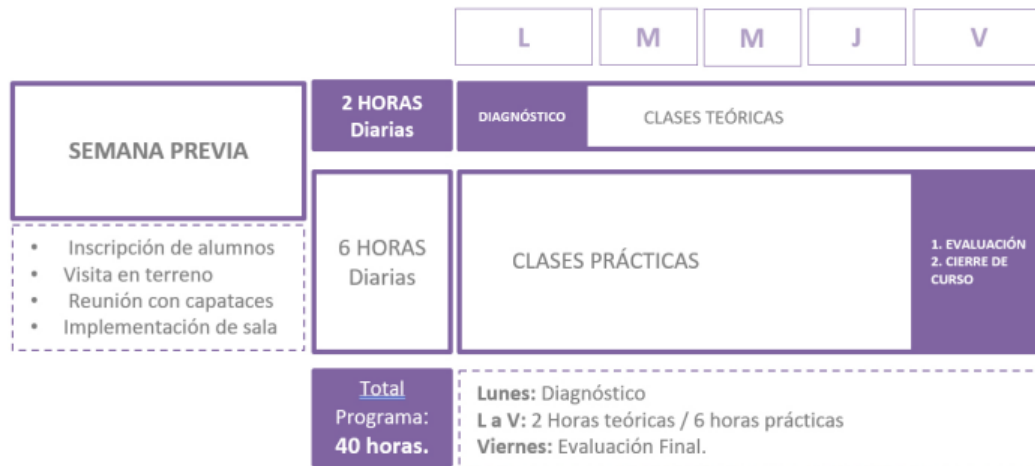 L M M J V
SEMANA PREVIA
• Inscripción de alumnos
• Visita en terreno
• Reunión con capataces
• Implementación de sala
2 HORAS
Diarias
DIAGNÓSTICO
CLASES TEÓRICAS
6 HORAS
Diarias
CLASES PRÁCTICAS
1. EVALUACIÓN
2. CIERRE DE
CURSO
Total
Programa:
40 horas.
Lunes: Diagnóstico
L a V: 2 Horas teóricas / 6 horas prácticas
Viernes: Evaluación Final.